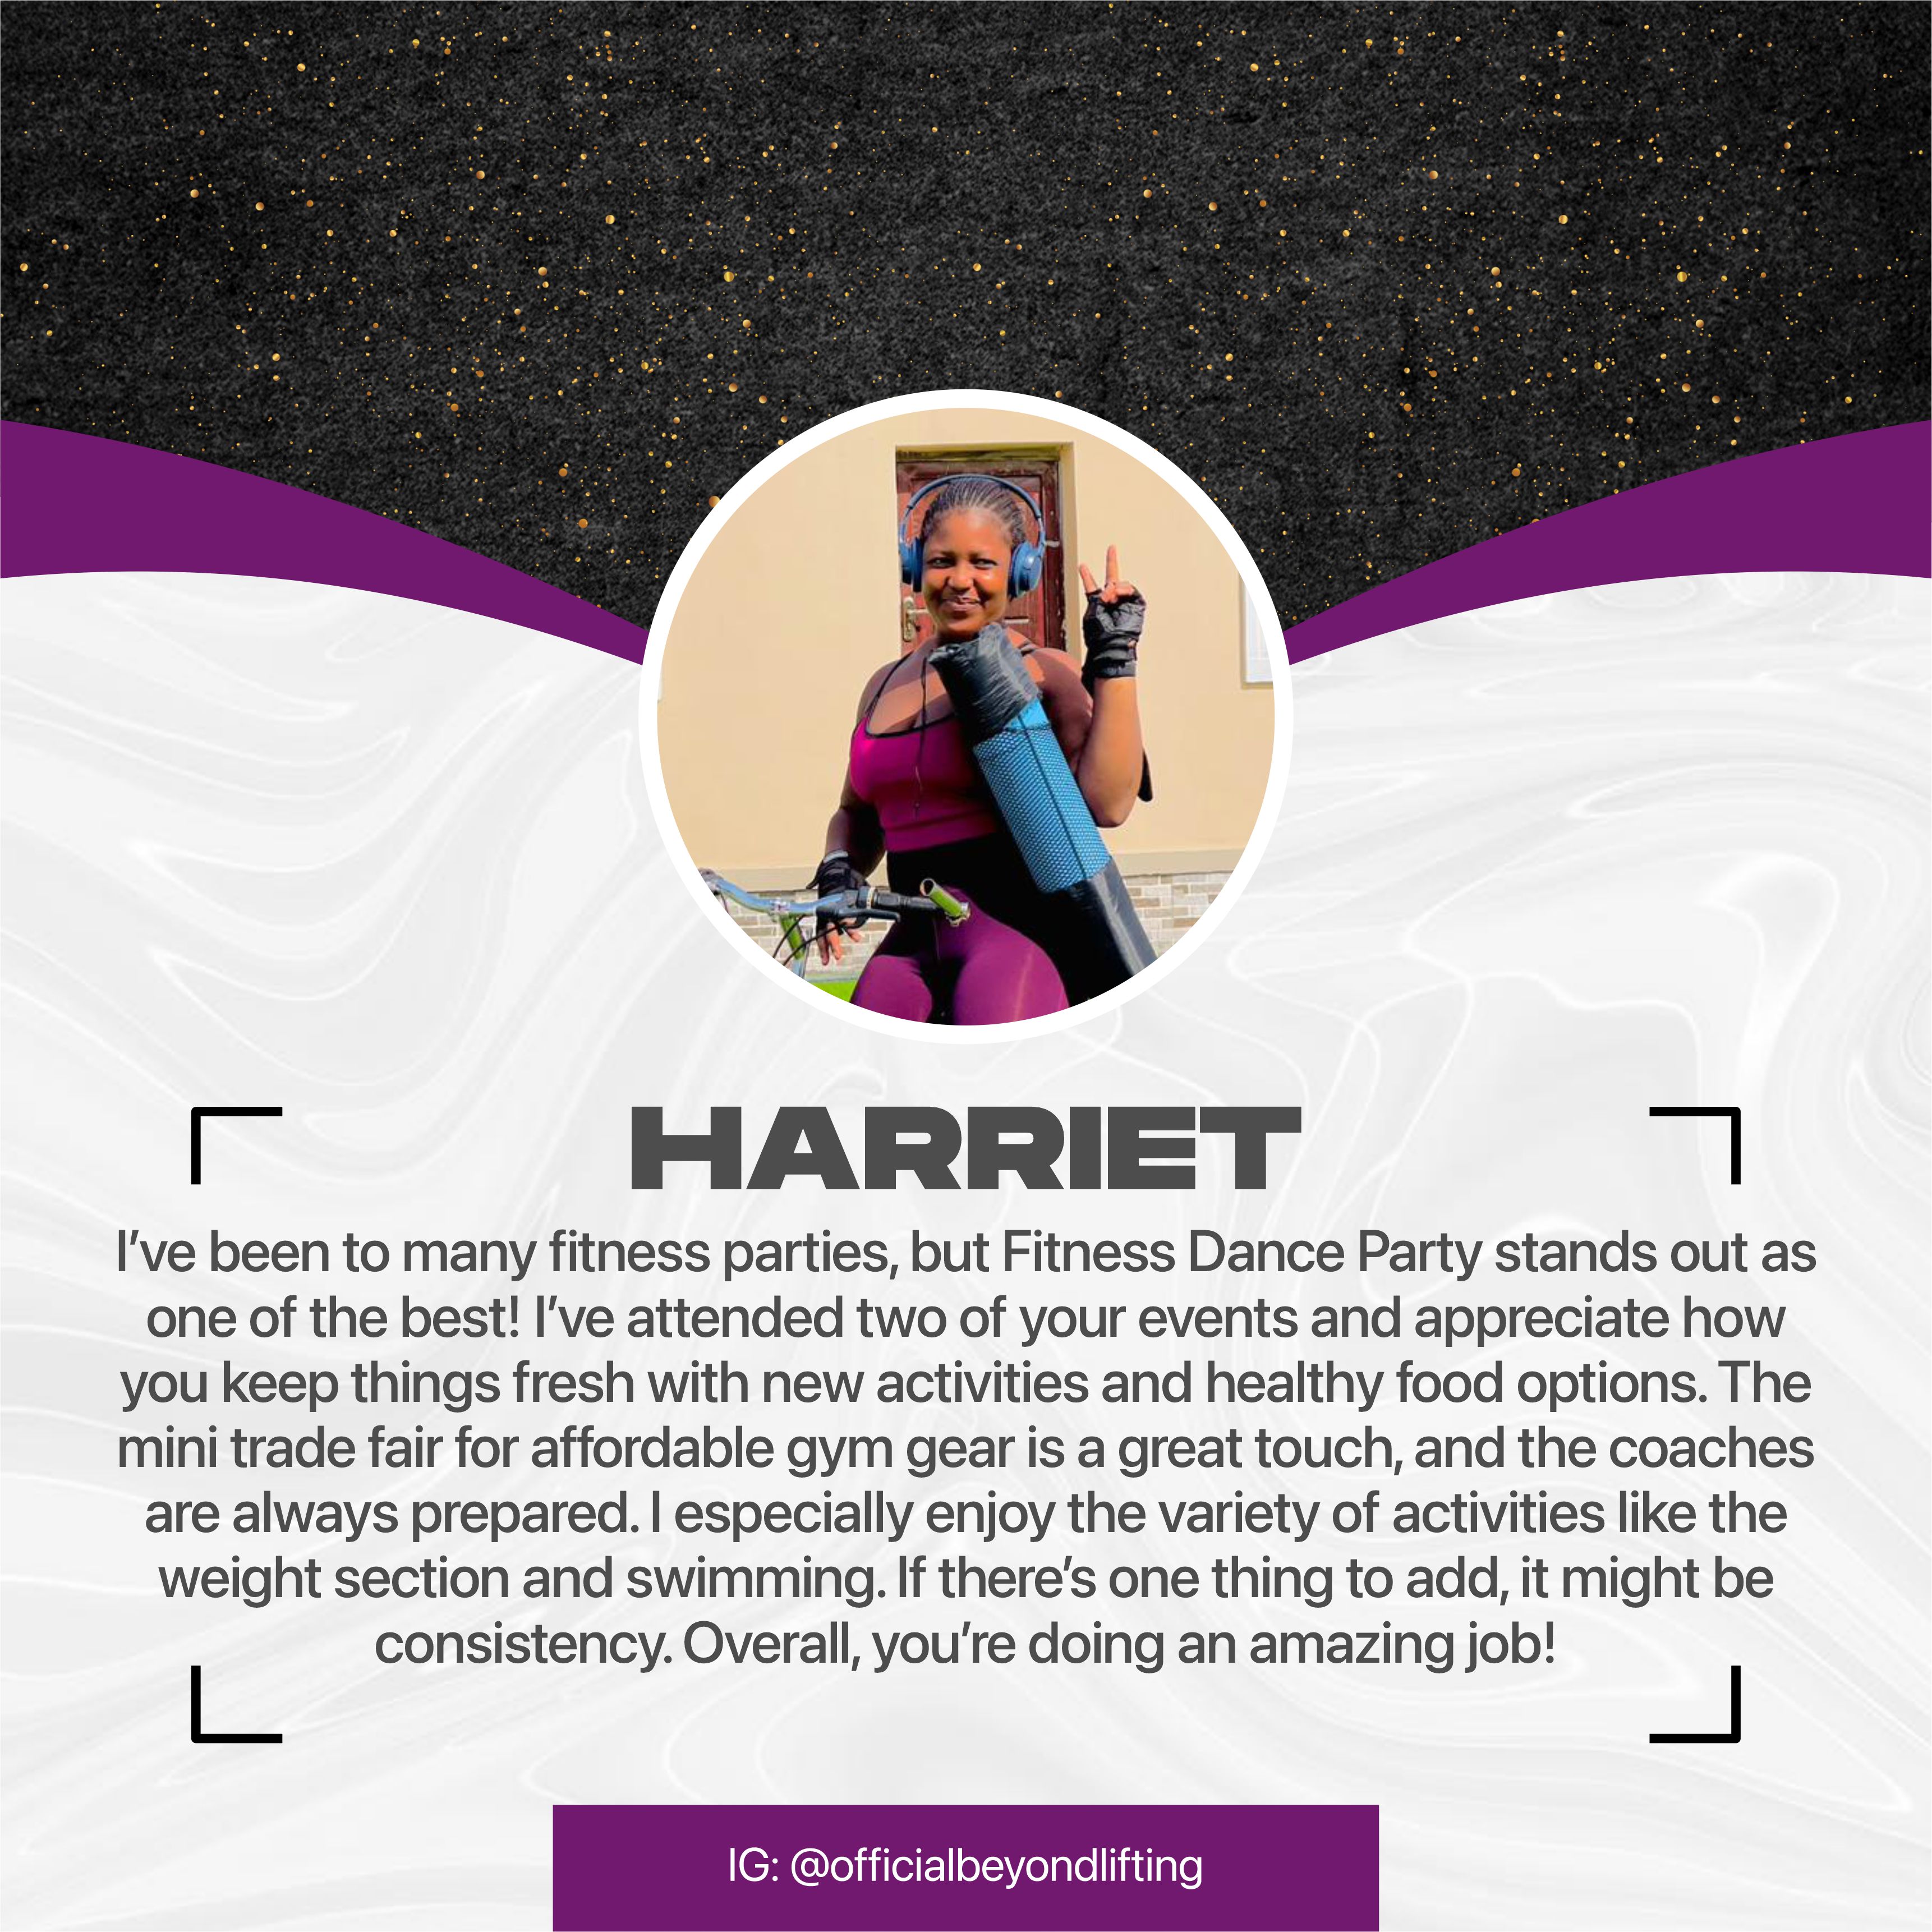 HARRIET
I’ve been to many fitness parties, but Fitness Dance Party stands out as
one of the best! I’ve attended two of your events and appreciate how
you keep things fresh with new activities and healthy food options. The
mini trade fair for affordable gym gear is a great touch, and the coaches
are always prepared. I especially enjoy the variety of activities like the
weight section and swimming. If there’s one thing to add, it might be
consistency. Overall, you’re doing an amazing job!
IG: @officialbeyondlifting